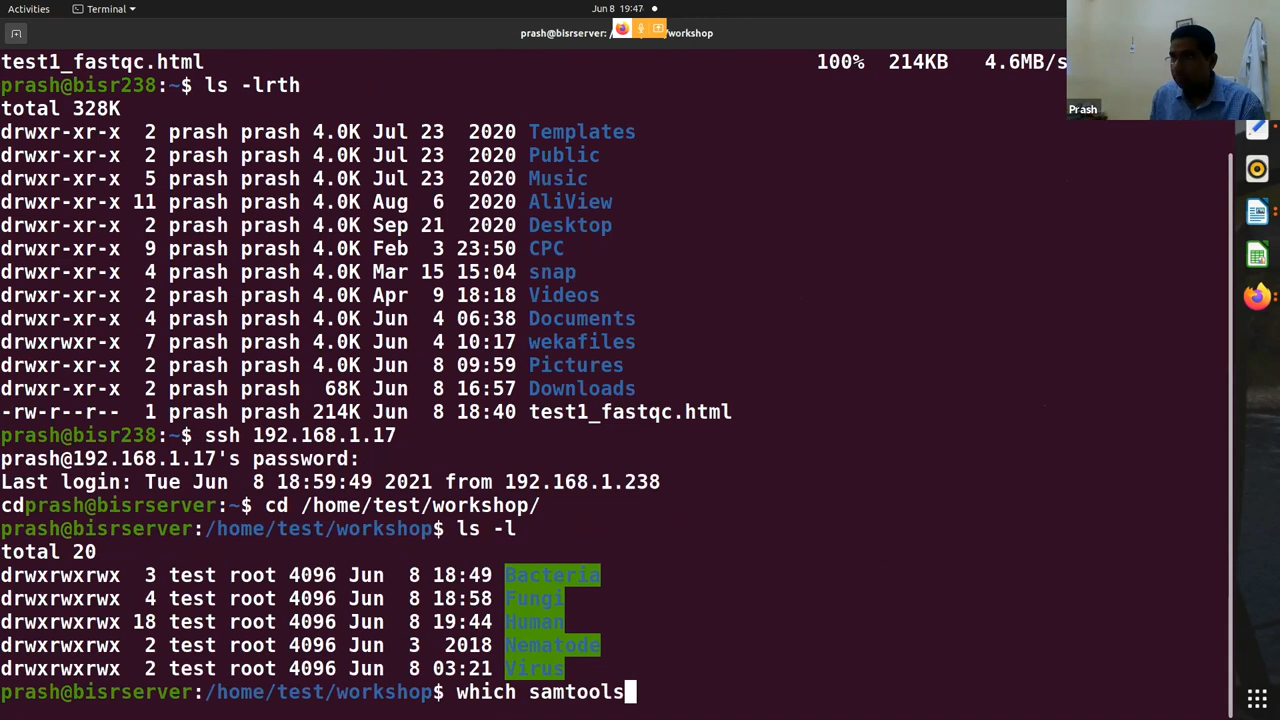 Activities Terminal Jun 8 19:47
prash@bisrserver: /workshop
test1_fastqc.html 100% 214KB 4.6MB/s
prash@bisr238:~$ ls -lrth
total 328K
drwxr-xr-x 2 prash prash 4.0K Jul 23 2020 Templates
drwxr-xr-x 2 prash prash 4.0K Jul 23 2020 Public
drwxr-xr-x 5 prash prash 4.0K Jul 23 2020 Music
drwxr-xr-x 11 prash prash 4.0K Aug 6 2020 AliView
drwxr-xr-x 2 prash prash 4.0K Sep 21 2020 Desktop
drwxr-xr-x 9 prash prash 4.0K Feb 3 23:50 CPC
drwxr-xr-x 4 prash prash 4.0K Mar 15 15:04 snap
drwxr-xr-x 2 prash prash 4.0K Apr 9 18:18 Videos
drwxr-xr-x 4 prash prash 4.0K Jun 4 06:38 Documents
drwxrwxr-x 7 prash prash 4.0K Jun 4 10:17 wekafiles
drwxr-xr-x 2 prash prash 4.0K Jun 8 09:59 Pictures
drwxr-xr-x 2 prash prash 68K Jun 8 16:57 Downloads
-rw-r--r-- 1 prash prash 214K Jun 8 18:40 test1_fastqc.html
prash@bisr238:~$ ssh 192.168.1.17
prash@192.168.1.17's password:
Last login: Tue Jun 8 18:59:49 2021 from 192.168.1.238
cdprash@bisrserver:~$ cd /home/test/workshop/
prash@bisrserver:/home/test/workshop$ ls -l
total 20
drwxrwxrwx 3 test root 4096 Jun 8 18:49 Bacteria
drwxrwxrwx 4 test root 4096 Jun 8 18:58 Fungi
drwxrwxrwx 18 test root 4096 Jun 8 19:44 Human
drwxrwxrwx 2 test root 4096 Jun 3 2018 Nematode
drwxrwxrwx 2 test root 4096 Jun 8 03:21 Virus
prash@bisrserver:/home/test/workshop$ which samtools
Prash